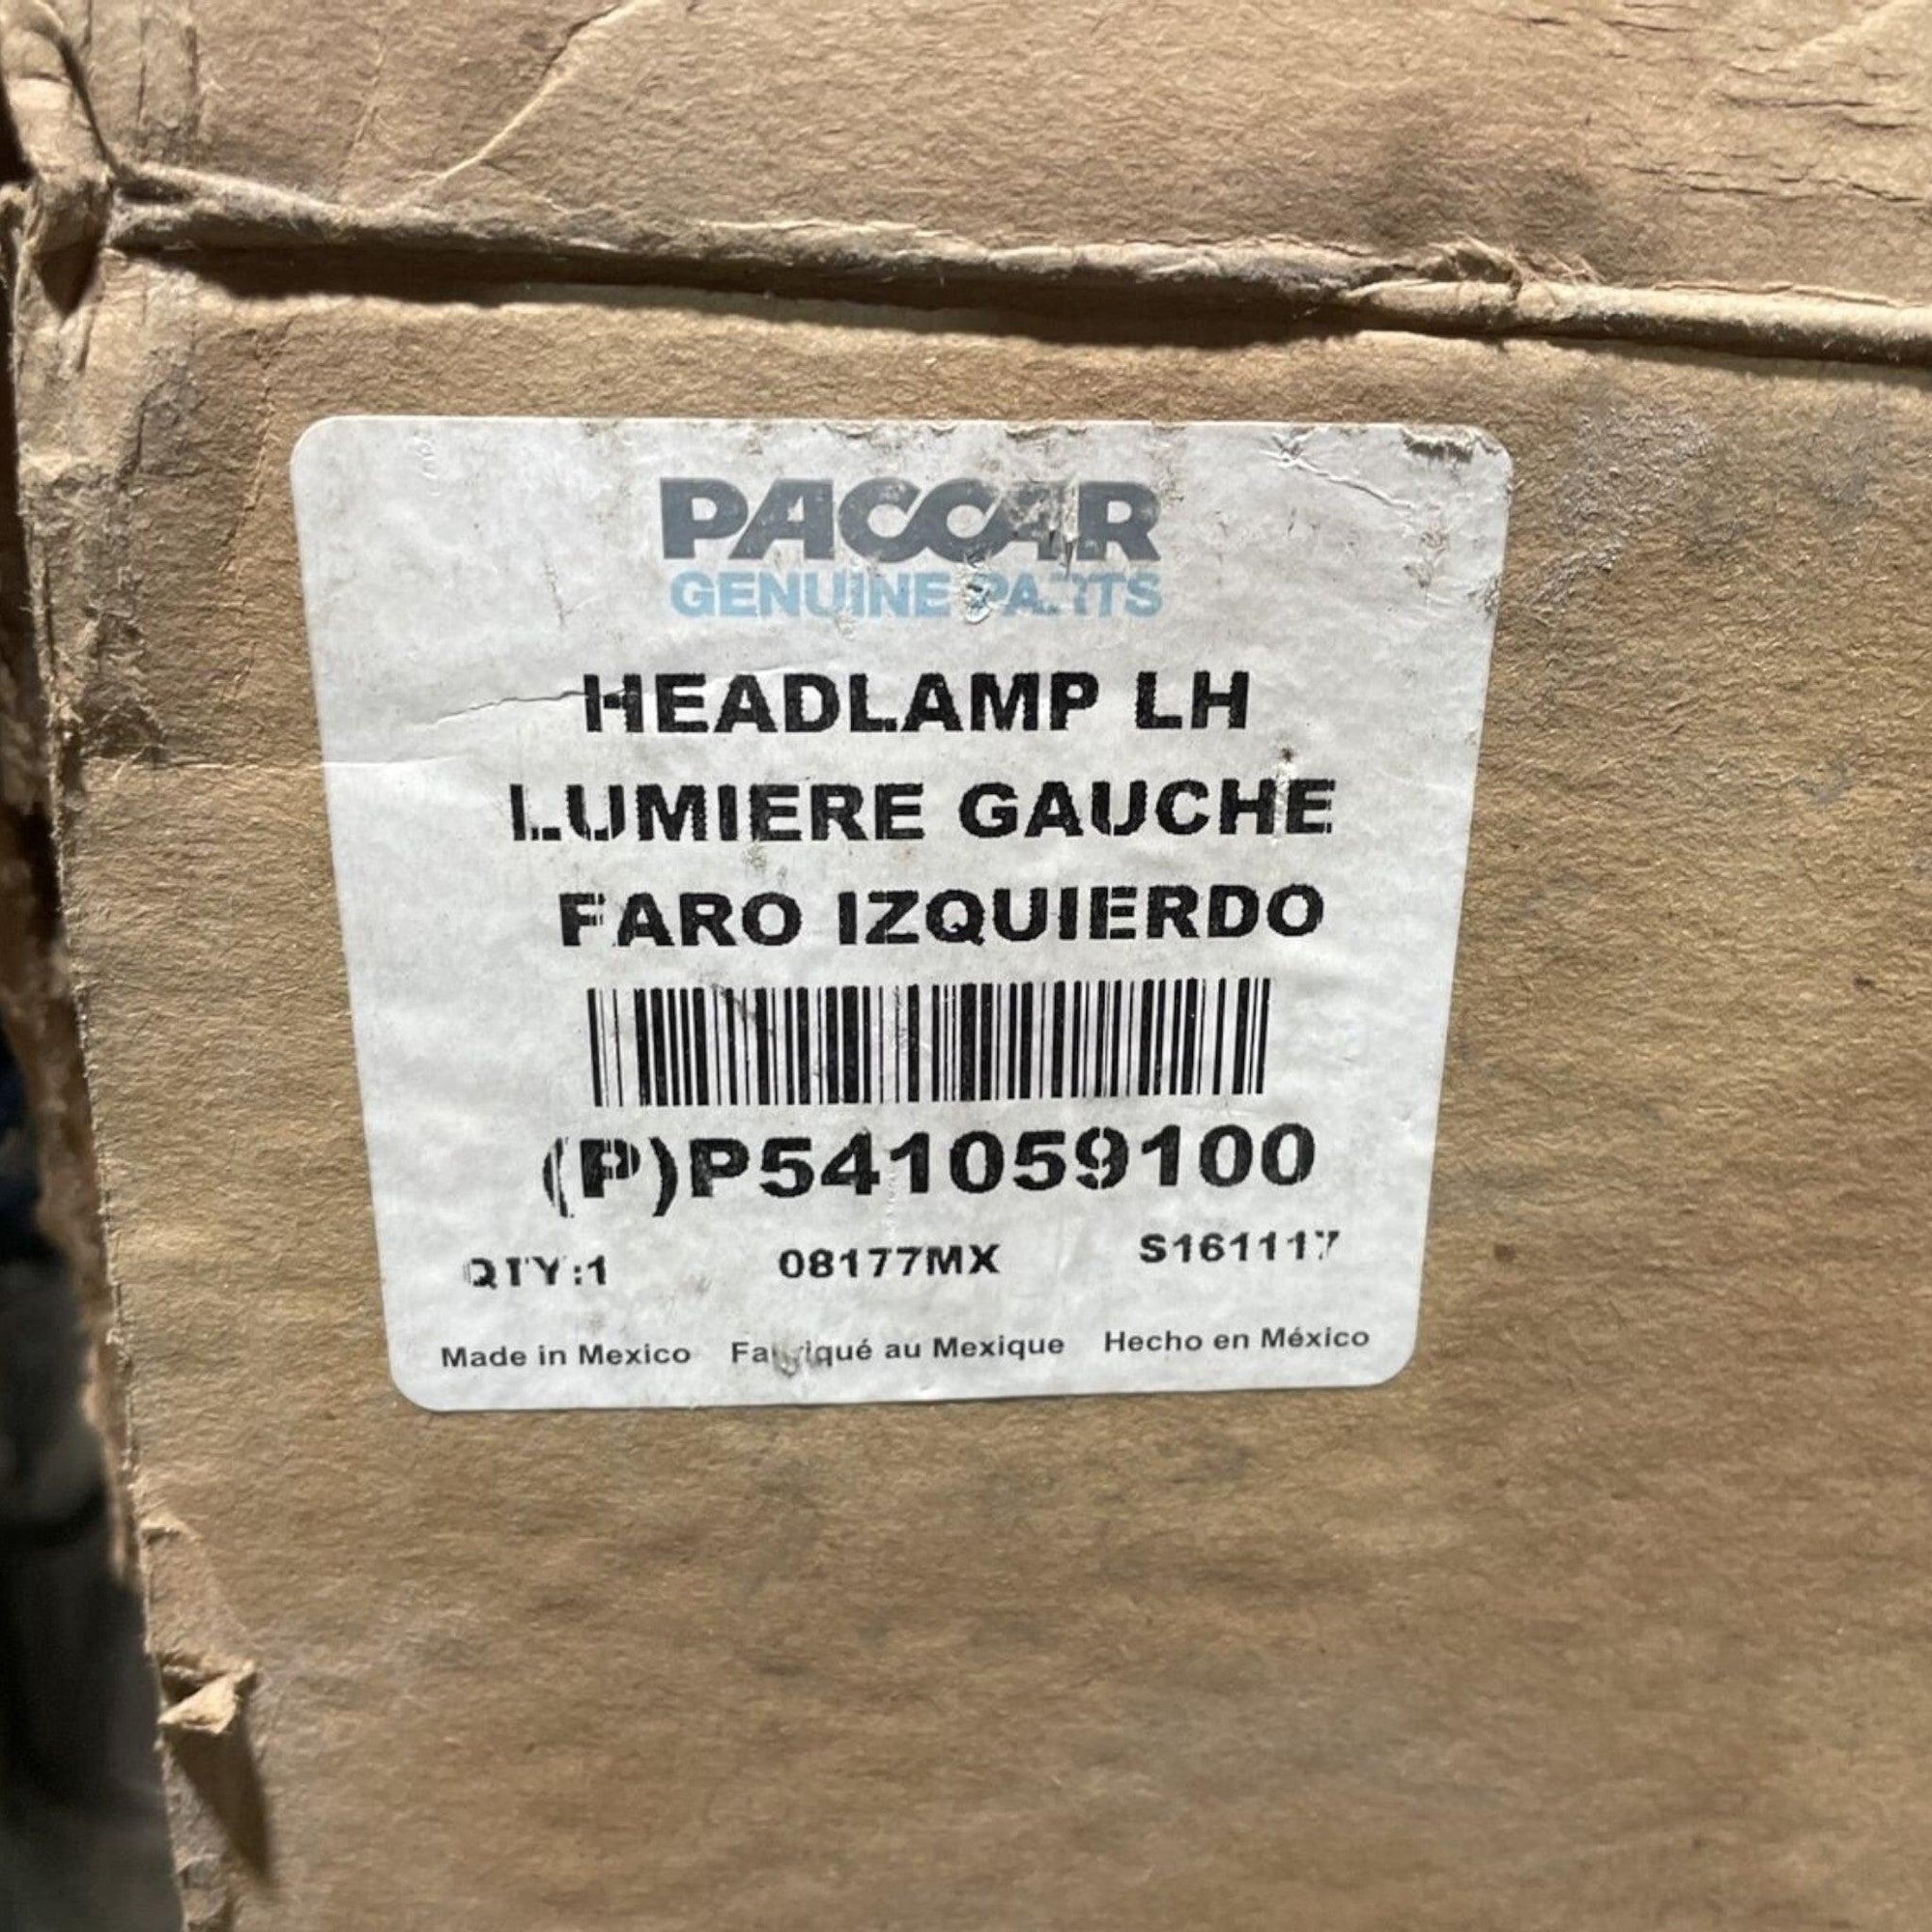 PACCAR
GENUINE PARTS
HEADLAMP LH
LUMIERE GAUCHE
FARO IZQUIERDO
(P)P541059100
QTY:1 08177MX S161117
Made in Mexico Fabriqué au Mexique Hecho en México